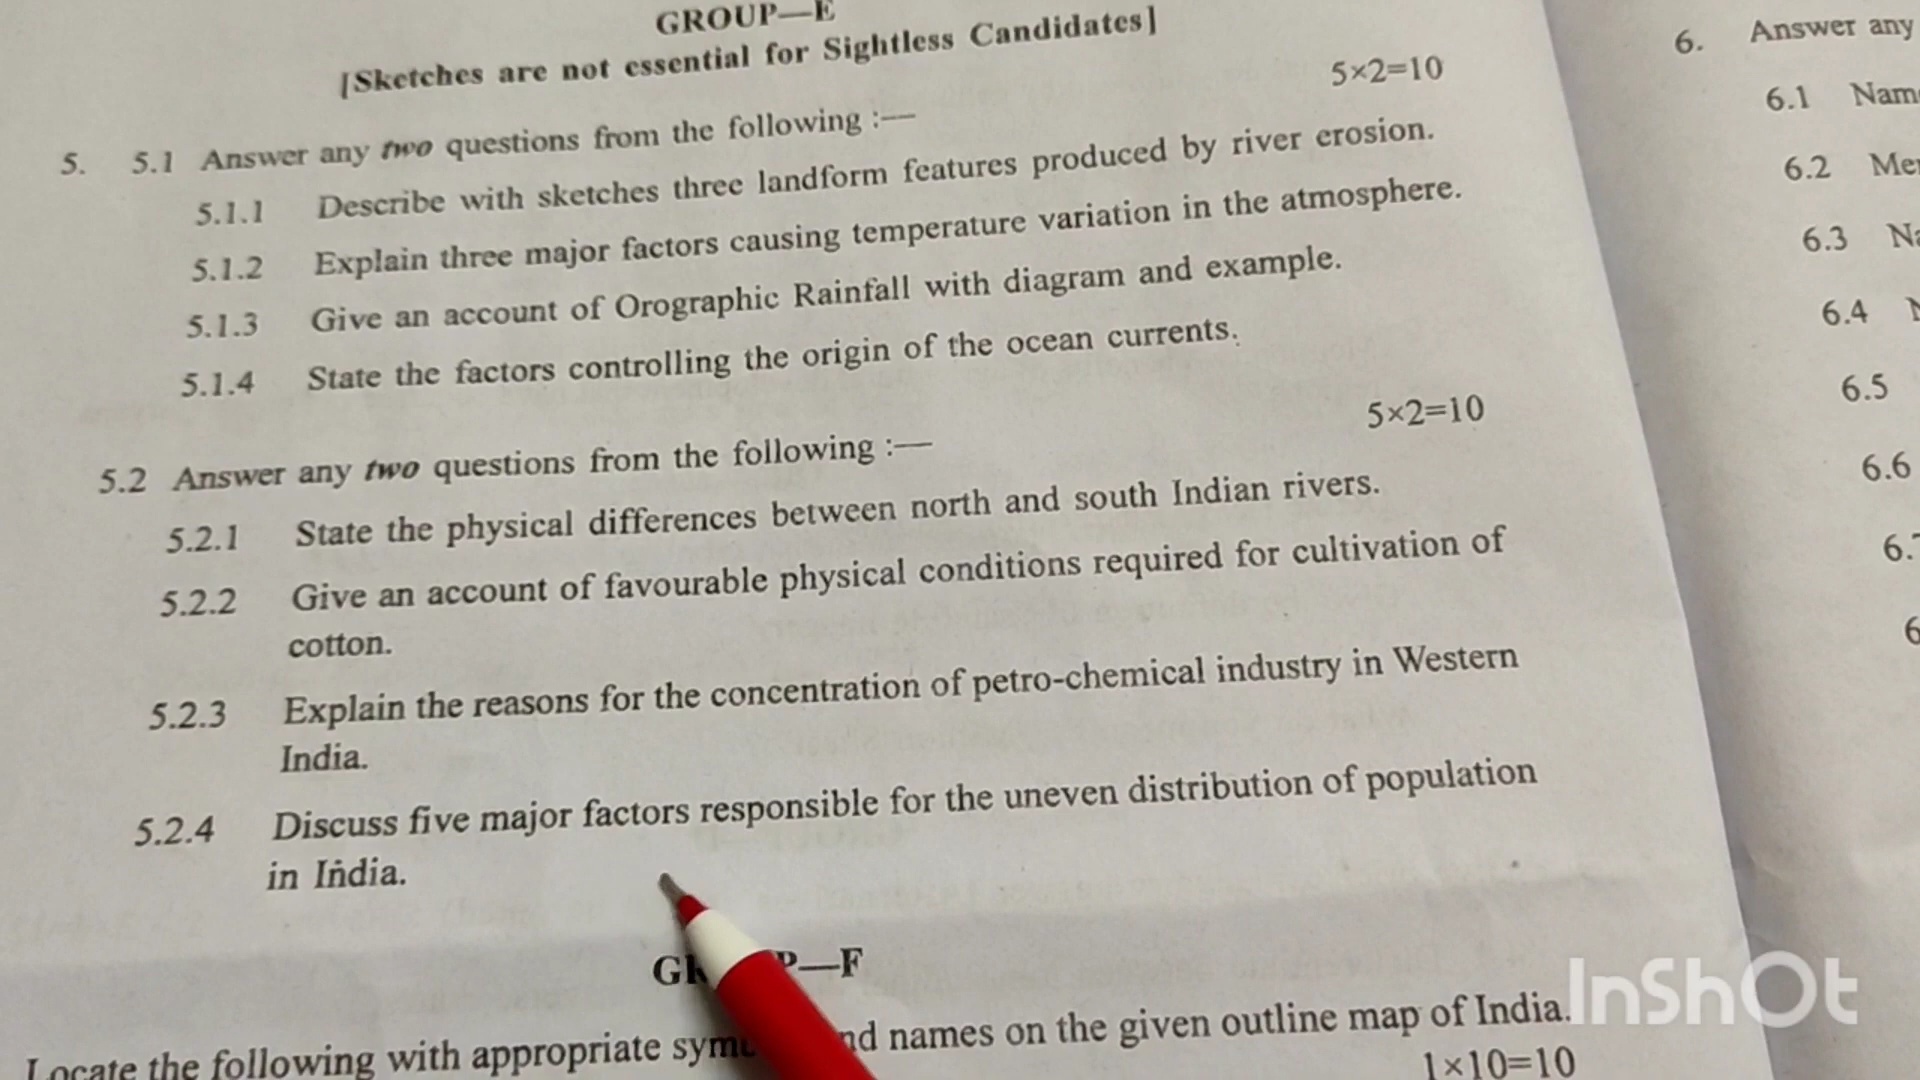 GROUP—E
[Sketches are not essential for Sightless Candidates]
5. 5.1 Answer any two questions from the following :— 5×2=10
5.1.1 Describe with sketches three landform features produced by river erosion.
5.1.2 Explain three major factors causing temperature variation in the atmosphere.
5.1.3 Give an account of Orographic Rainfall with diagram and example.
5.1.4 State the factors controlling the origin of the ocean currents.
5.2 Answer any two questions from the following :— 5×2=10
5.2.1 State the physical differences between north and south Indian rivers.
5.2.2 Give an account of favourable physical conditions required for cultivation of
cotton.
5.2.3 Explain the reasons for the concentration of petro-chemical industry in Western
India.
5.2.4 Discuss five major factors responsible for the uneven distribution of population
in India.
F
Locate the following with appropriate names on the given outline map of India.
1×10=10
6. Answer any
6.1
6.2
6.3
6.4
6.5
6.6
InShOt